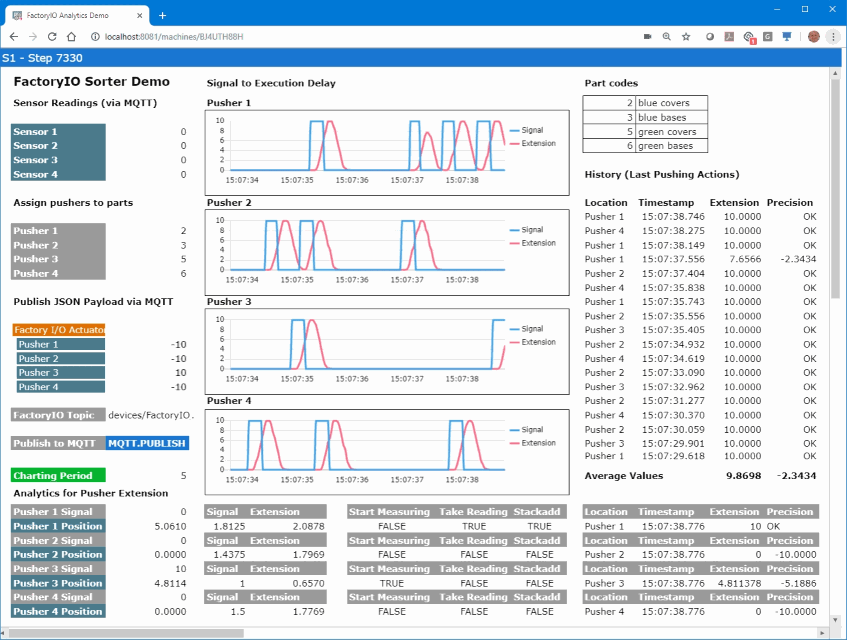 FactoryIO Analytics Demo
localhost:8081/machines/BJ4UTH88H
S1 - Step 7330
FactoryIO Sorter Demo
Sensor Readings (via MQTT)
Sensor 1 0
Sensor 2 0
Sensor 3 0
Sensor 4 0
Assign pushers to parts
Pusher 1 2
Pusher 2 3
Pusher 3 5
Pusher 4 6
Publish JSON Payload via MQTT
Factory I/O Actuator
Pusher 1 -10
Pusher 2 -10
Pusher 3 10
Pusher 4 -10
FactoryIO Topic devices/FactoryIO.
Publish to MQTT MQTT.PUBLISH
Charting Period 5
Analytics for Pusher Extension
Pusher 1 Signal 0
Pusher 1 Position 5.0610
Pusher 2 Signal 0
Pusher 2 Position 0.0000
Pusher 3 Signal 10
Pusher 3 Position 4.8114
Pusher 4 Signal 0
Pusher 4 Position 0.0000
Signal to Execution Delay
Pusher 1
10
8
6
4
2
0
15:07:34 15:07:35 15:07:36 15:07:37 15:07:38
Signal
Extension
Pusher 2
10
8
6
4
2
0
15:07:34 15:07:35 15:07:36 15:07:37 15:07:38
Signal
Extension
Pusher 3
10
8
6
4
2
0
15:07:34 15:07:35 15:07:36 15:07:37 15:07:38
Signal
Extension
Pusher 4
10
8
6
4
2
0
15:07:34 15:07:35 15:07:36 15:07:37 15:07:38
Signal
Extension
Signal Extension Start Measuring Take Reading Stackadd
1.8125 2.0878 FALSE TRUE TRUE
Signal Extension Start Measuring Take Reading Stackadd
1.4375 1.7969 FALSE FALSE FALSE
Signal Extension Start Measuring Take Reading Stackadd
1 0.6570 TRUE FALSE FALSE
Signal Extension Start Measuring Take Reading Stackadd
1.5 1.7769 FALSE FALSE FALSE
Part codes
2 blue covers
3 blue bases
5 green covers
6 green bases
History (Last Pushing Actions)
Location Timestamp Extension Precision
Pusher 1 15:07:38.746 10.0000 OK
Pusher 4 15:07:38.275 10.0000 OK
Pusher 1 15:07:38.149 10.0000 OK
Pusher 1 15:07:37.556 7.6566 -2.3434
Pusher 2 15:07:37.404 10.0000 OK
Pusher 4 15:07:35.838 10.0000 OK
Pusher 1 15:07:35.743 10.0000 OK
Pusher 2 15:07:35.556 10.0000 OK
Pusher 3 15:07:35.405 10.0000 OK
Pusher 2 15:07:34.932 10.0000 OK
Pusher 4 15:07:34.619 10.0000 OK
Pusher 2 15:07:33.090 10.0000 OK
Pusher 3 15:07:32.962 10.0000 OK
Pusher 2 15:07:31.277 10.0000 OK
Pusher 4 15:07:30.370 10.0000 OK
Pusher 2 15:07:30.059 10.0000 OK
Pusher 3 15:07:29.901 10.0000 OK
Pusher 1 15:07:29.618 10.0000 OK
Average Values 9.8698 -2.3434
Location Timestamp Extension Precision
Pusher 1 15:07:38.776 10 OK
Location Timestamp Extension Precision
Pusher 2 15:07:38.776 0 -10.0000
Location Timestamp Extension Precision
Pusher 3 15:07:38.776 4.811378 -5.1886
Location Timestamp Extension Precision
Pusher 4 15:07:38.776 0 -10.0000